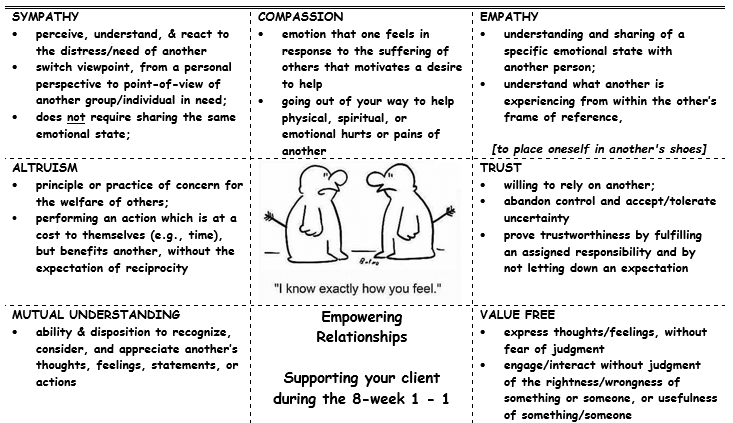 SYMPATHY
• perceive, understand, & react to
the distress/need of another
• switch viewpoint, from a personal
perspective to point-of-view of
another group/individual in need;
• does not require sharing the same
emotional state;
COMPASSION
• emotion that one feels in
response to the suffering of
others that motivates a desire
to help
• going out of your way to help
physical, spiritual, or
emotional hurts or pains of
another
EMPATHY
• understanding and sharing of a
specific emotional state with
another person;
• understand what another is
experiencing from within the other's
frame of reference,
[to place oneself in another's shoes]
ALTRUISM
• principle or practice of concern for
the welfare of others;
• performing an action which is at a
cost to themselves (e.g., time),
but benefits another, without the
expectation of reciprocity
"I know exactly how you feel."
TRUST
• willing to rely on another;
• abandon control and accept/tolerate
uncertainty
• prove trustworthiness by fulfilling
an assigned responsibility and by
not letting down an expectation
MUTUAL UNDERSTANDING
• ability & disposition to recognize,
consider, and appreciate another's
thoughts, feelings, statements, or
actions
Empowering
Relationships
Supporting your client
during the 8-week 1 - 1
VALUE FREE
• express thoughts/feelings, without
fear of judgment
• engage/interact without judgment
of the rightness/wrongness of
something or someone, or usefulness
of something/someone